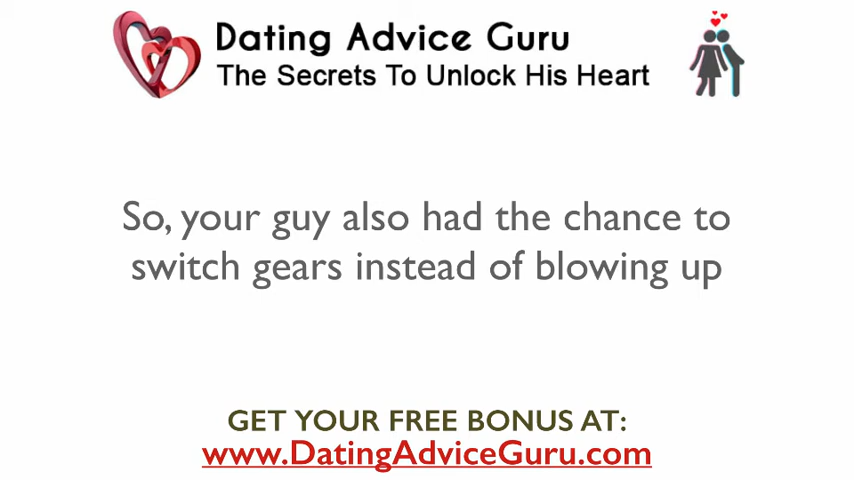 Dating Advice Guru
The Secrets To Unlock His Heart
So, your guy also had the chance to
switch gears instead of blowing up
GET YOUR FREE BONUS AT:
www.DatingAdviceGuru.com